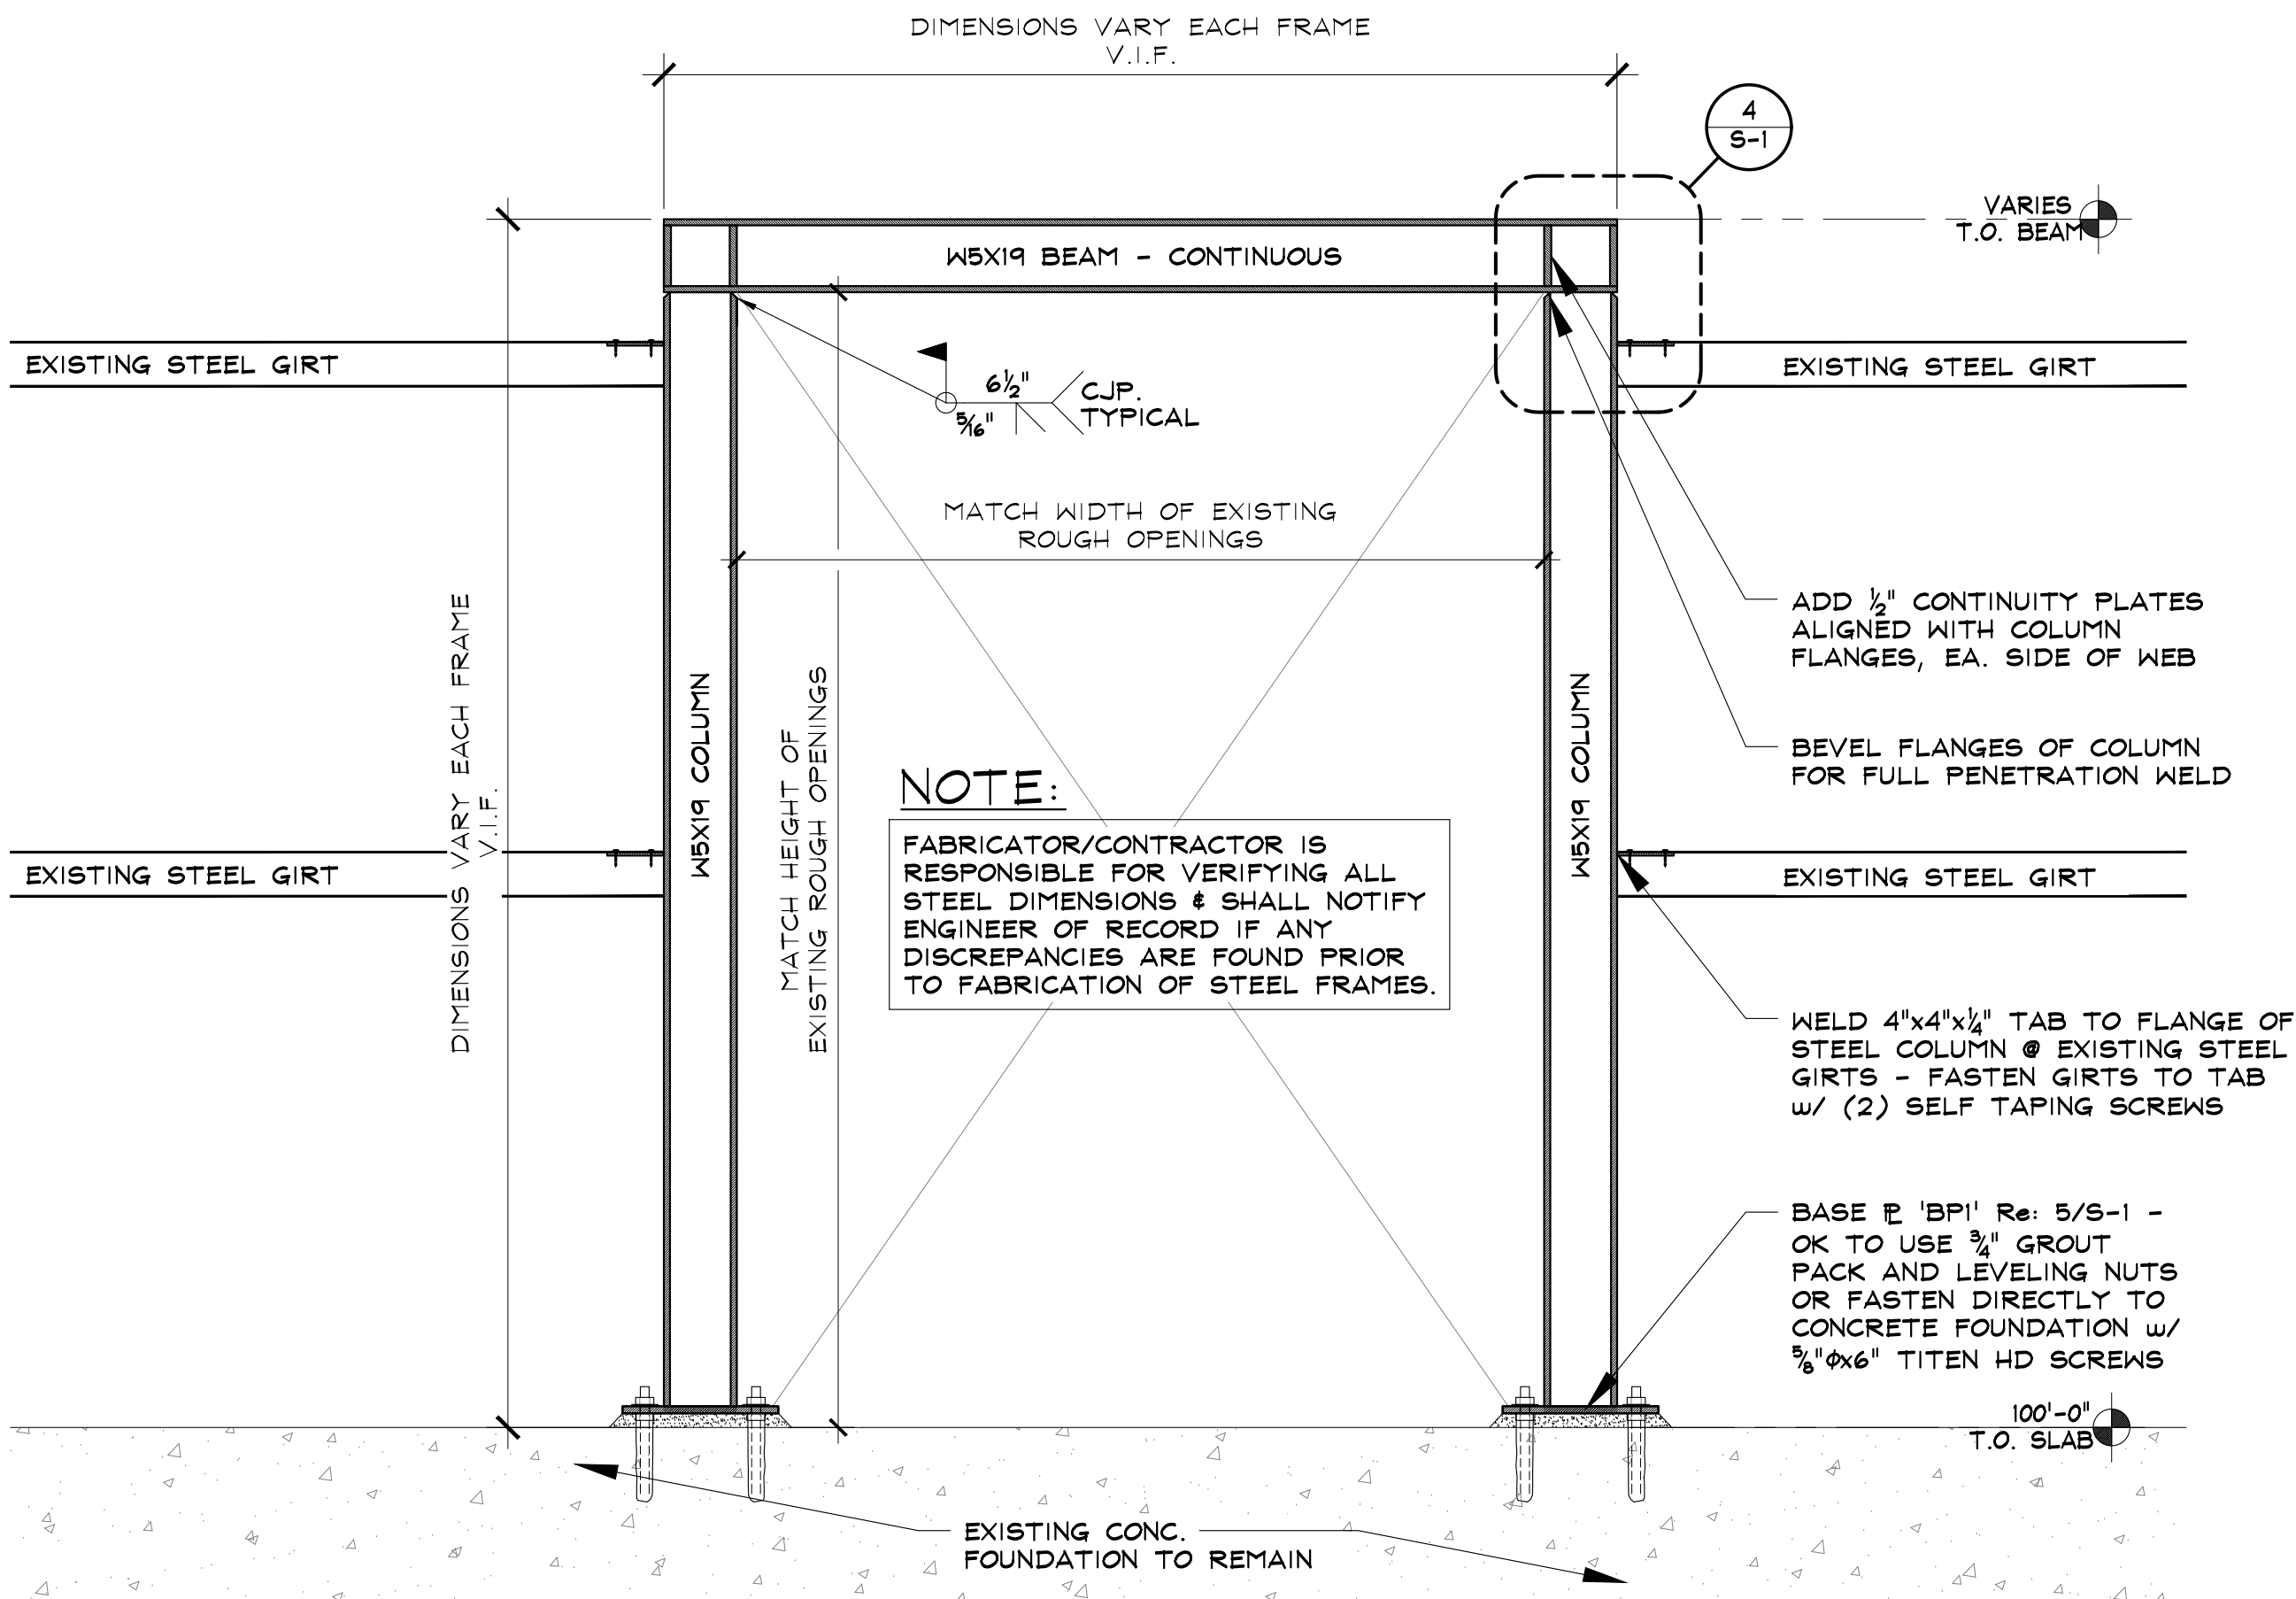 DIMENSIONS VARY EACH FRAME
V.I.F.
4
S-1
VARIES
T.O. BEAM
W5X19 BEAM - CONTINUOUS
EXISTING STEEL GIRT
EXISTING STEEL GIRT
6½"
5/16"
CJP.
TYPICAL
MATCH WIDTH OF EXISTING
ROUGH OPENINGS
ADD ½" CONTINUITY PLATES
ALIGNED WITH COLUMN
FLANGES, EA. SIDE OF WEB
DIMENSIONS VARY EACH FRAME
V.I.F.
W5X19 COLUMN
MATCH HEIGHT OF
EXISTING ROUGH OPENINGS
W5X19 COLUMN
BEVEL FLANGES OF COLUMN
FOR FULL PENETRATION WELD
NOTE:
FABRICATOR/CONTRACTOR IS
RESPONSIBLE FOR VERIFYING ALL
STEEL DIMENSIONS & SHALL NOTIFY
ENGINEER OF RECORD IF ANY
DISCREPANCIES ARE FOUND PRIOR
TO FABRICATION OF STEEL FRAMES.
EXISTING STEEL GIRT
EXISTING STEEL GIRT
WELD 4"x4"x¼" TAB TO FLANGE OF
STEEL COLUMN @ EXISTING STEEL
GIRTS - FASTEN GIRTS TO TAB
w/ (2) SELF TAPING SCREWS
BASE PL 'BP1' Re: 5/S-1 -
OK TO USE ¾" GROUT
PACK AND LEVELING NUTS
OR FASTEN DIRECTLY TO
CONCRETE FOUNDATION w/
⅝"Φx6" TITEN HD SCREWS
100'-0"
T.O. SLAB
EXISTING CONC.
FOUNDATION TO REMAIN